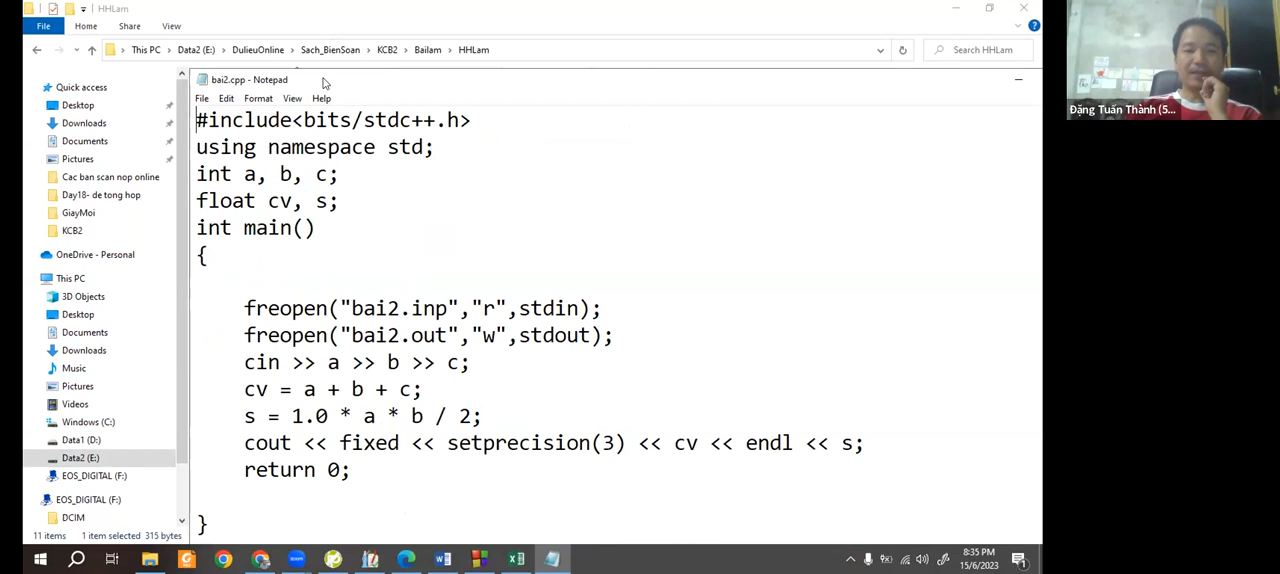 HHLam
File
Home
Share
View
This PC
Data2 (E:)
DulieuOnline
Sach_BienSoan
KCB2
Bailam
HHLam
Search HHLam
Quick access
Desktop
Downloads
Documents
Pictures
Cac ban scan nop online
Day18- de tong hop
GiayMoi
KCB2
OneDrive - Personal
This PC
3D Objects
Desktop
Documents
Downloads
Music
Pictures
Videos
Windows (C:)
Data1 (D:)
Data2 (E:)
EOS_DIGITAL (F:)
EOS_DIGITAL (F:)
DCIM
11 items 1 item selected 315 bytes
bai2.cpp - Notepad
File Edit Format View Help
#include<bits/stdc++.h>
using namespace std;
int a, b, c;
float cv, s;
int main()
{
freopen("bai2.inp","r",stdin);
freopen("bai2.out","w",stdout);
cin >> a >> b >> c;
cv = a + b + c;
s = 1.0 * a * b / 2;
cout << fixed << setprecision(3) << cv << endl << s;
return 0;
}
Đặng Tuấn Thành (5...
zoom
8:35 PM
15/6/2023
1